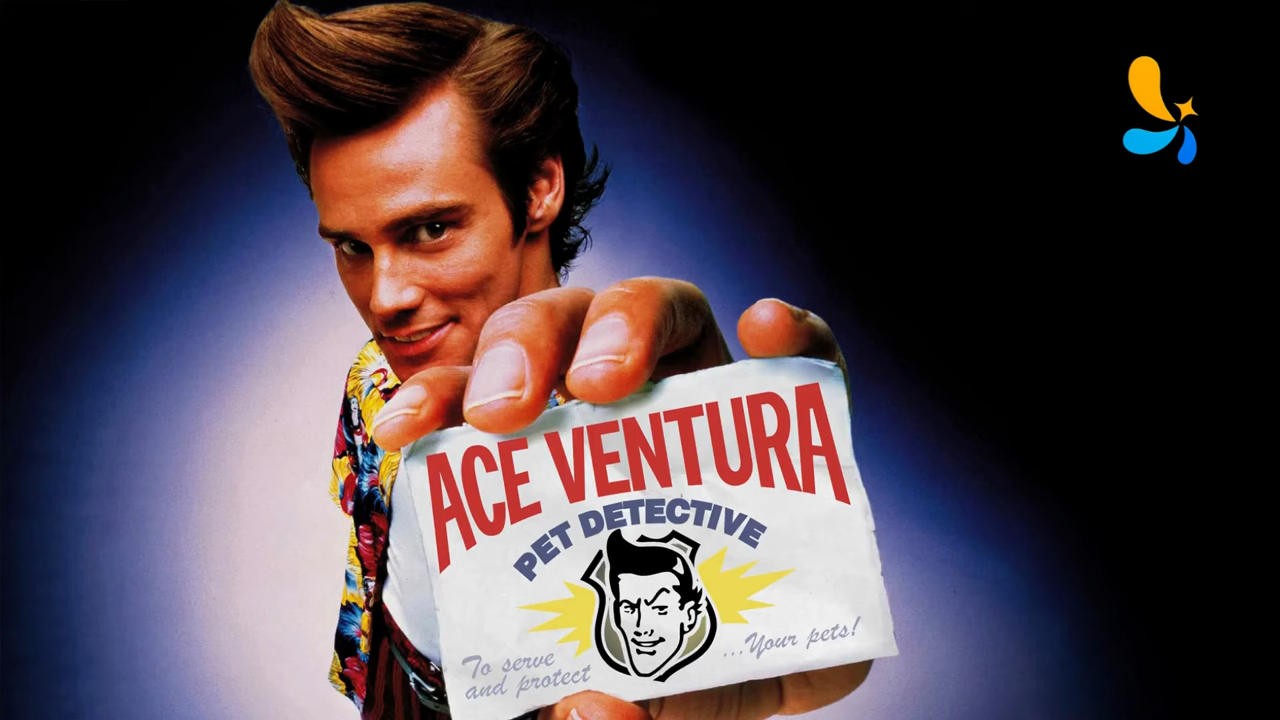 ACE VENTURA
PET DETECTIVE
To serve
and protect
...Your pets!